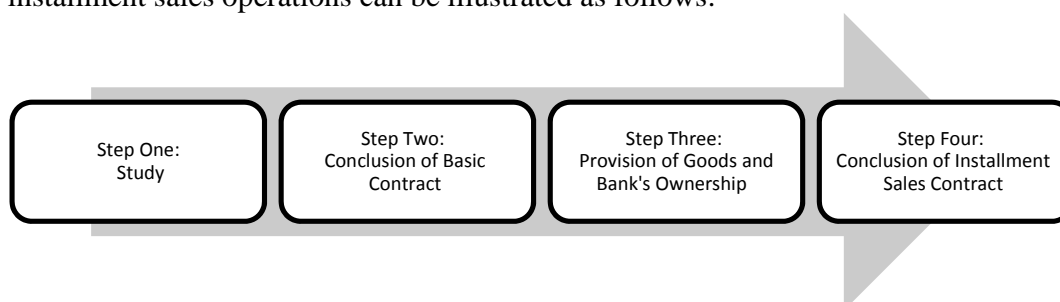 installment sales operations can be illustrated as follows:
Step One:
Study
Step Two:
Conclusion of Basic
Contract
Step Three:
Provision of Goods and
Bank's Ownership
Step Four:
Conclusion of Installment
Sales Contract